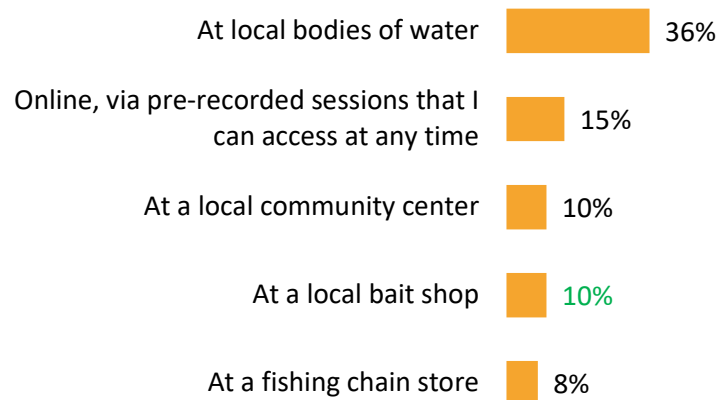 At local bodies of water 36%
Online, via pre-recorded sessions that I
can access at any time 15%
At a local community center 10%
At a local bait shop 10%
At a fishing chain store 8%